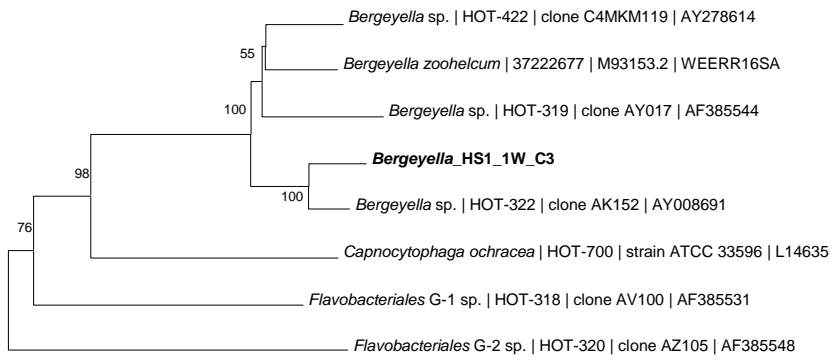 Bergeyella sp. | HOT-422 | clone C4MKM119 | AY278614
55
Bergeyella zoohelcum | 37222677 | M93153.2 | WEERR16SA
100
Bergeyella sp. | HOT-319 | clone AY017 | AF385544
Bergeyella_HS1_1W_C3
98
100
Bergeyella sp. | HOT-322 | clone AK152 | AY008691
76
Capnocytophaga ochracea | HOT-700 | strain ATCC 33596 | L14635
Flavobacteriales G-1 sp. | HOT-318 | clone AV100 | AF385531
Flavobacteriales G-2 sp. | HOT-320 | clone AZ105 | AF385548